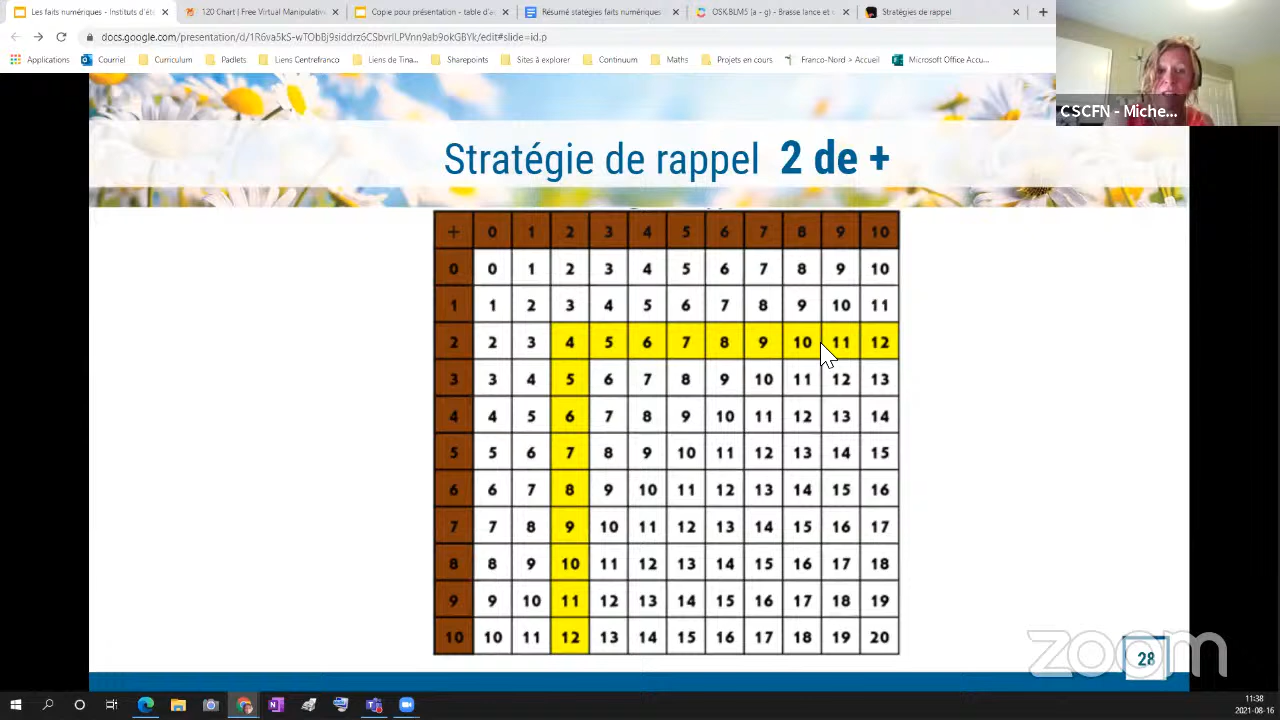 Les faits numériques - Instituts d'ét
120 Chart | Free Virtual Manipulativ
Copie pour présentation - table d'a
Résumé statégies faits numériques
CK.BLM5 (a - g) - Brasse lance et
Stratégies de rappel
docs.google.com/presentation/d/
Applications Courriel Curriculum Padlets Liens Centrefranco Liens de Tina... Sharepoints Sites à explorer Continuum Maths Projets en cours Franco-Nord > Accueil Microsoft Office Accu...
CSCFN - Miche...
Stratégie de rappel 2 de +
+ 0 1 2 3 4 5 6 7 8 9 10
0 0 1 2 3 4 5 6 7 8 9 10
1 1 2 3 4 5 6 7 8 9 10 11
2 2 3 4 5 6 7 8 9 10 11 12
3 3 4 5 6 7 8 9 10 11 12 13
4 4 5 6 7 8 9 10 11 12 13 14
5 5 6 7 8 9 10 11 12 13 14 15
6 6 7 8 9 10 11 12 13 14 15 16
7 7 8 9 10 11 12 13 14 15 16 17
8 8 9 10 11 12 13 14 15 16 17 18
9 9 10 11 12 13 14 15 16 17 18 19
10 10 11 12 13 14 15 16 17 18 19 20
zoom
28
11:38
2021-08-16